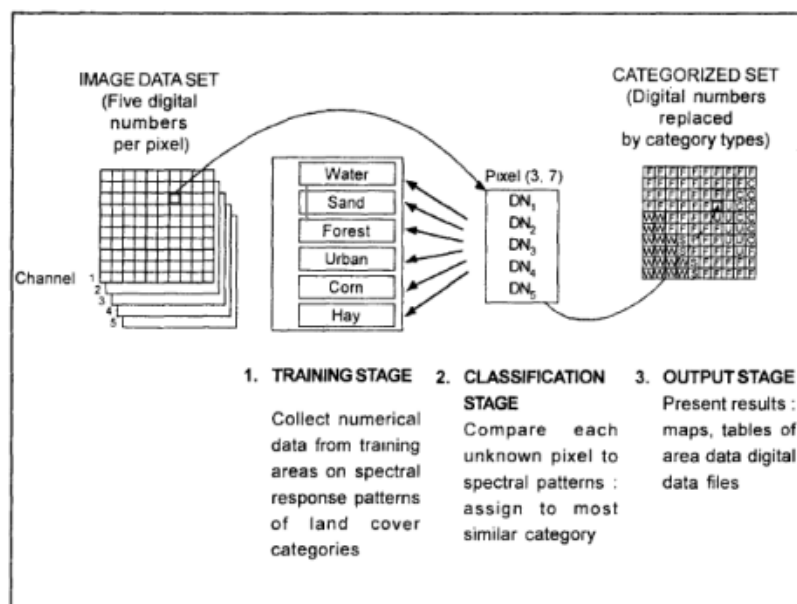 IMAGE DATA SET
(Five digital
numbers
per pixel)
CATEGORIZED SET
(Digital numbers
replaced
by category types)
Water
Sand
Forest
Urban
Corn
Hay
Pixel (3, 7)
DN1
DN2
DN3
DN4
DN5
Channel 1
2
3
4
5
1. TRAINING STAGE
Collect numerical
data from training
areas on spectral
response patterns
of land cover
categories
2. CLASSIFICATION
STAGE
Compare each
unknown pixel to
spectral patterns :
assign to most
similar category
3. OUTPUT STAGE
Present results :
maps, tables of
area data digital
data files